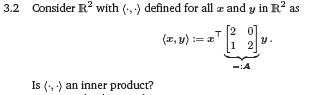 3.2 Consider ℝ² with ⟨·, ·⟩ defined for all x and y in ℝ² as
⟨x, y⟩ := x⊤ [2 0; 1 2] y .
=:A
Is ⟨·, ·⟩ an inner product?